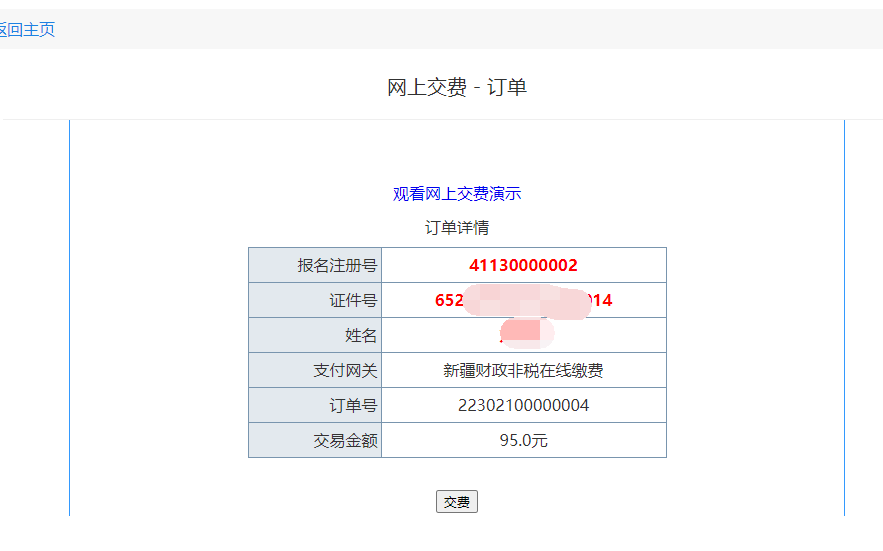 返回主页
网上交费 - 订单
观看网上交费演示
订单详情
报名注册号 41130000002
证件号 652 14
姓名
支付网关 新疆财政非税在线缴费
订单号 22302100000004
交易金额 95.0元
交费